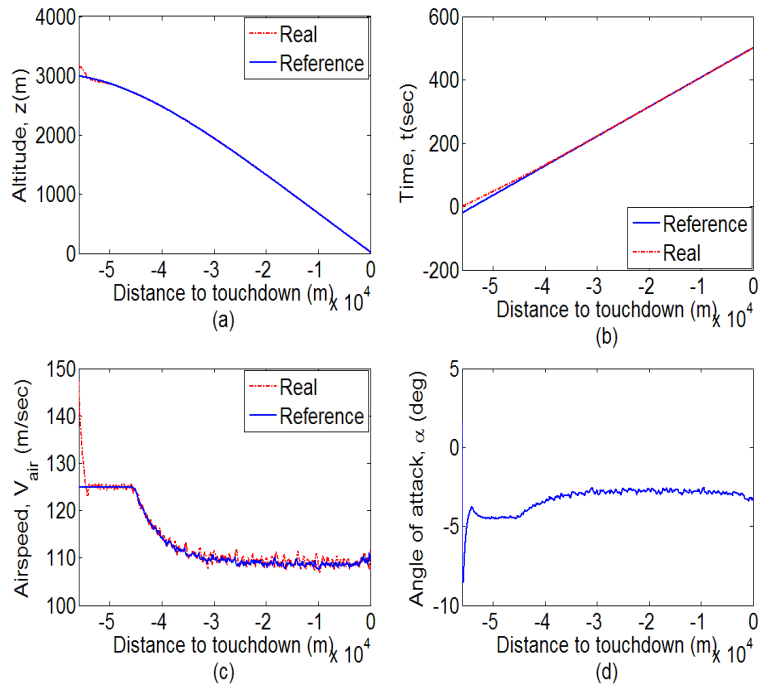 Altitude, z(m)
4000
3000
2000
1000
0
Real
Reference
-5 -4 -3 -2 -1 0
Distance to touchdown (m) x 10^4
(a)
Time, t(sec)
600
400
200
0
-200
Reference
Real
-5 -4 -3 -2 -1 0
Distance to touchdown (m) x 10^4
(b)
Airspeed, V_air (m/sec)
150
140
130
120
110
100
Real
Reference
-5 -4 -3 -2 -1 0
Distance to touchdown (m) x 10^4
(c)
Angle of attack, α (deg)
5
0
-5
-10
-5 -4 -3 -2 -1 0
Distance to touchdown (m) x 10^4
(d)